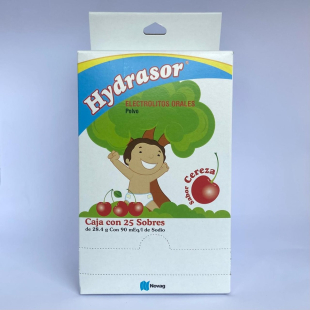 Hydrasor®
ELECTROLITOS ORALES
Polvo
Sabor Cereza
Caja con 25 Sobres
de 28.4 g Con 90 mEq/l de Sodio
Novag